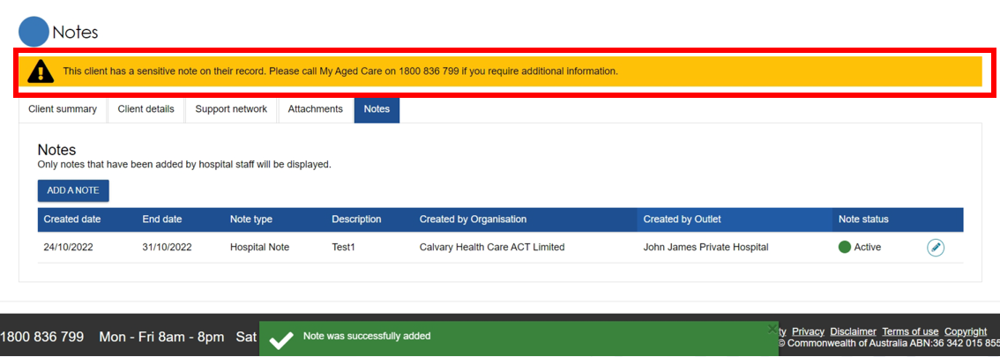 Notes
This client has a sensitive note on their record. Please call My Aged Care on 1800 836 799 if you require additional information.
Client summary Client details Support network Attachments Notes
Notes
Only notes that have been added by hospital staff will be displayed.
ADD A NOTE
Created date End date Note type Description Created by Organisation Created by Outlet Note status
24/10/2022 31/10/2022 Hospital Note Test1 Calvary Health Care ACT Limited John James Private Hospital Active
1800 836 799 Mon - Fri 8am - 8pm Sat
Note was successfully added
Privacy Disclaimer Terms of use Copyright
© Commonwealth of Australia ABN:36 342 015 855